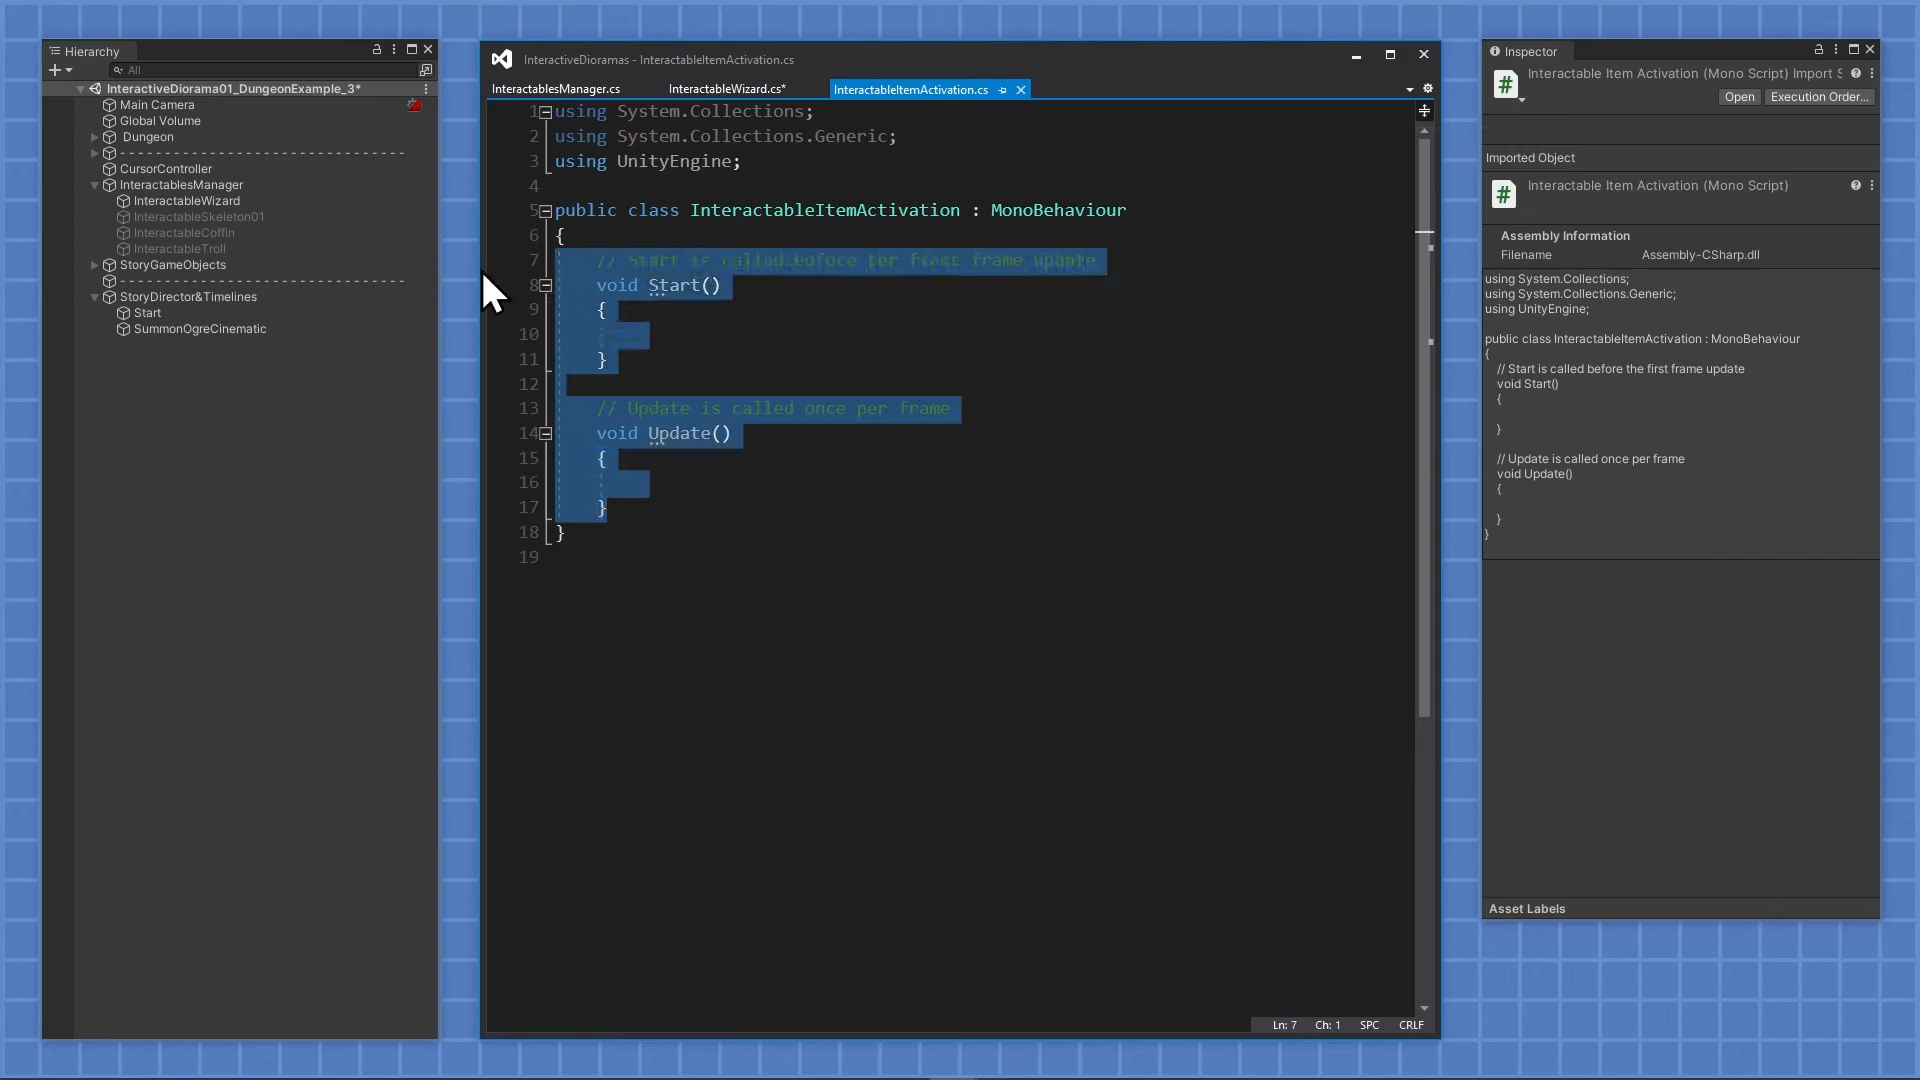 Hierarchy
All
InteractiveDiorama01_DungeonExample_3*
Main Camera
Global Volume
Dungeon
- - - - - - - - - - - - - - - - - - - - - - - - - - - - - -
CursorController
InteractablesManager
InteractableWizard
InteractableSkeleton01
InteractableCoffin
InteractableTroll
StoryGameObjects
- - - - - - - - - - - - - - - - - - - - - - - - - - - - - -
StoryDirector&Timelines
Start
SummonOgreCinematic
InteractiveDioramas - InteractableItemActivation.cs
InteractablesManager.cs InteractableWizard.cs* InteractableItemActivation.cs
1 using System.Collections;
2 using System.Collections.Generic;
3 using UnityEngine;
4
5 public class InteractableItemActivation : MonoBehaviour
6 {
7 // Start is called
8 void Start()
9 {
10
11 }
12
13 // Update is called once per frame
14 void Update()
15 {
16
17 }
18 }
19
Ln: 7 Ch: 1 SPC CRLF
Inspector
Interactable Item Activation (Mono Script) Import S
Open Execution Order...
Imported Object
Interactable Item Activation (Mono Script)
Assembly Information
Filename Assembly-CSharp.dll
using System.Collections;
using System.Collections.Generic;
using UnityEngine;
public class InteractableItemActivation : MonoBehaviour
{
// Start is called before the first frame update
void Start()
{
}
// Update is called once per frame
void Update()
{
}
}
Asset Labels